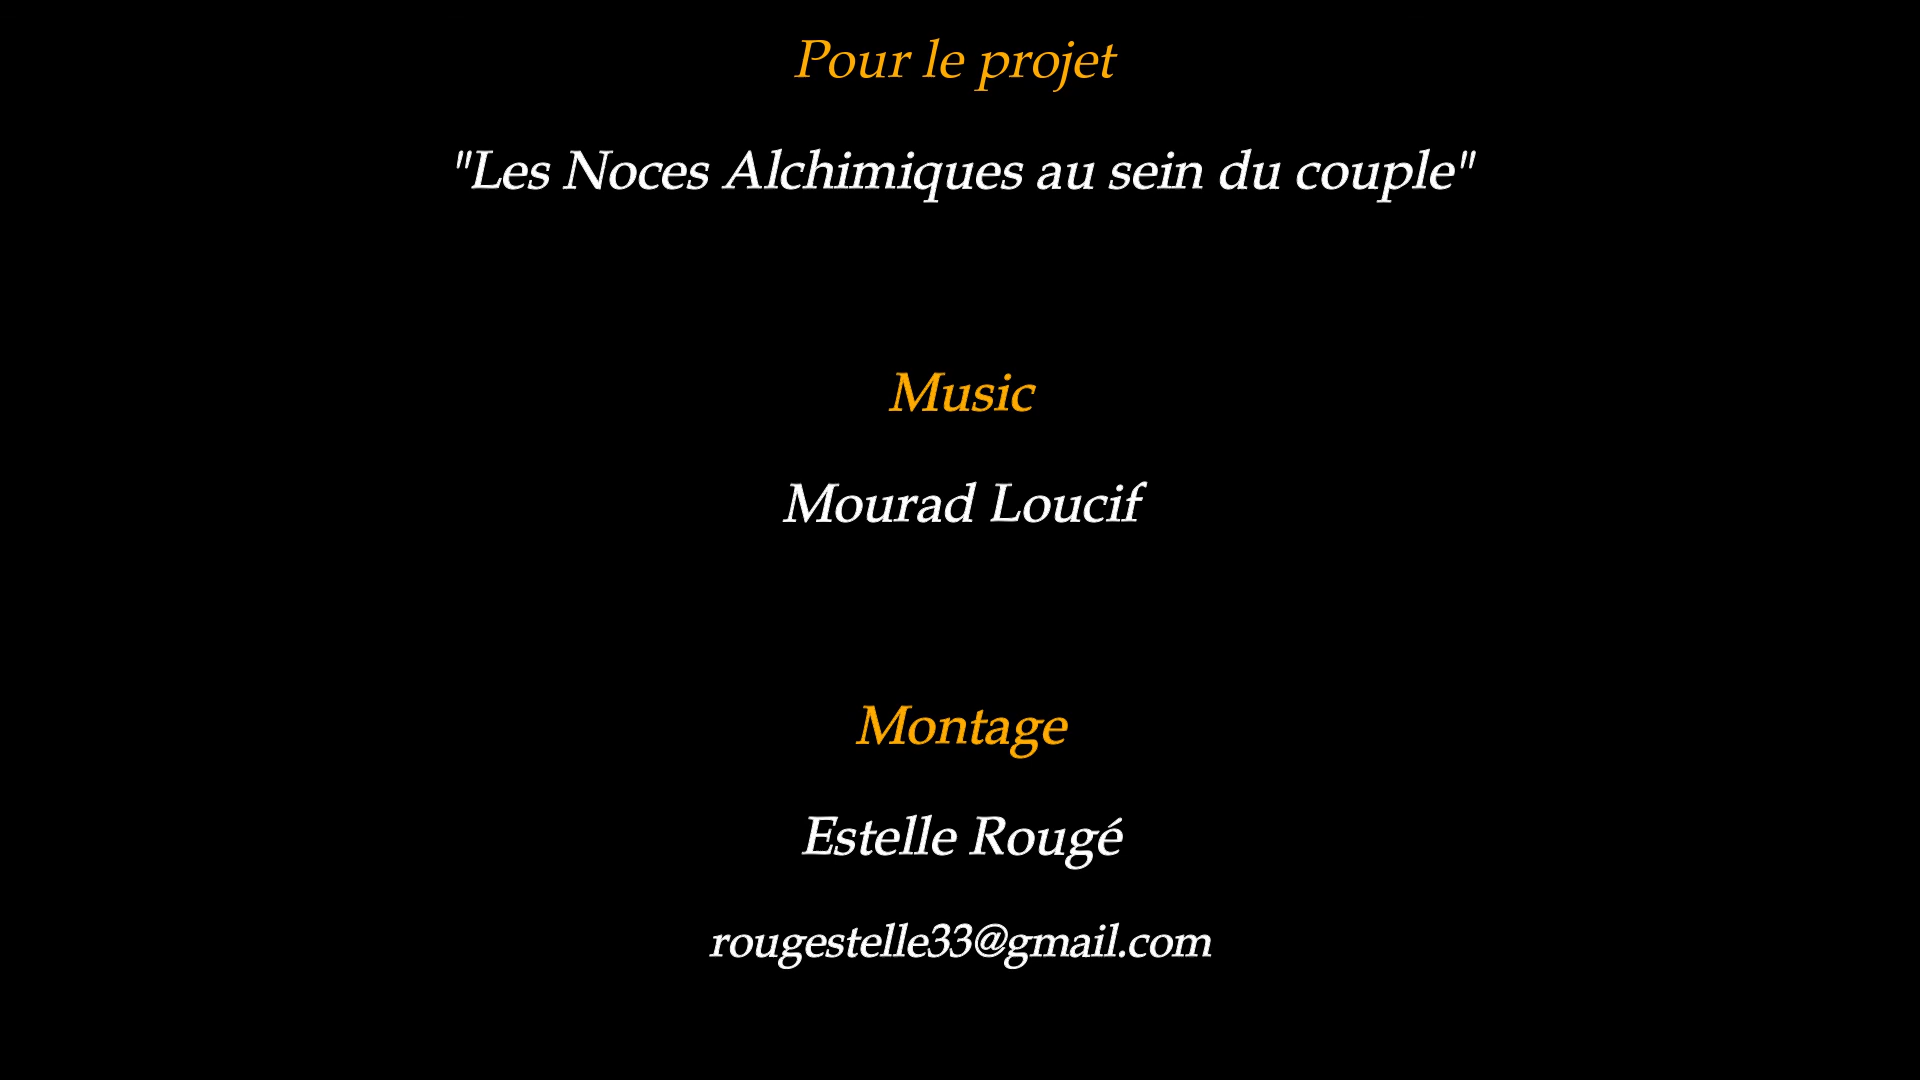 Pour le projet
"Les Noces Alchimiques au sein du couple"
Music
Mourad Loucif
Montage
Estelle Rougé
rougestelle33@gmail.com